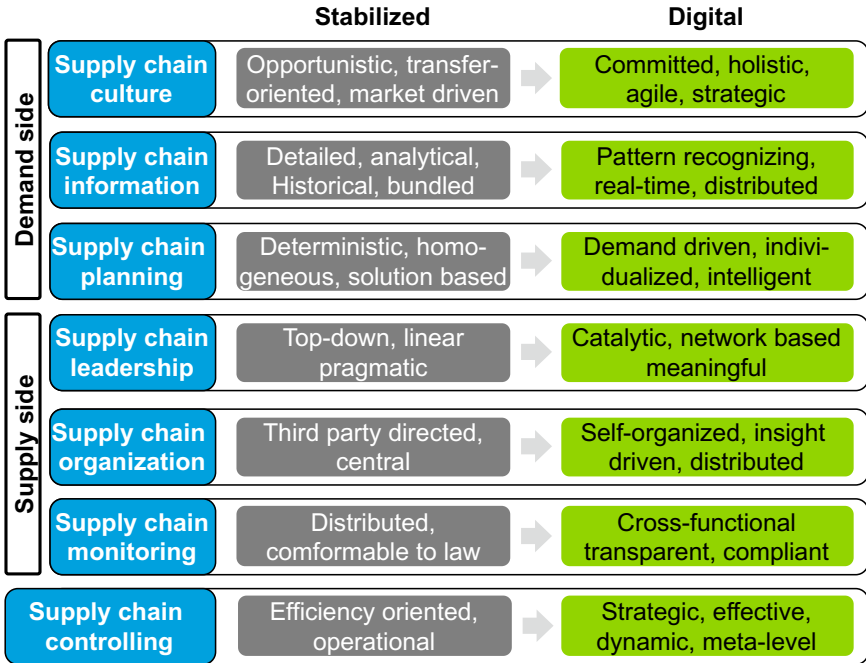 Stabilized
Digital
Demand side
Supply chain
culture
Opportunistic, transfer-
oriented, market driven
Committed, holistic,
agile, strategic
Supply chain
information
Detailed, analytical,
Historical, bundled
Pattern recognizing,
real-time, distributed
Supply chain
planning
Deterministic, homo-
geneous, solution based
Demand driven, indivi-
dualized, intelligent
Supply side
Supply chain
leadership
Top-down, linear
pragmatic
Catalytic, network based
meaningful
Supply chain
organization
Third party directed,
central
Self-organized, insight
driven, distributed
Supply chain
monitoring
Distributed,
comformable to law
Cross-functional
transparent, compliant
Supply chain
controlling
Efficiency oriented,
operational
Strategic, effective,
dynamic, meta-level